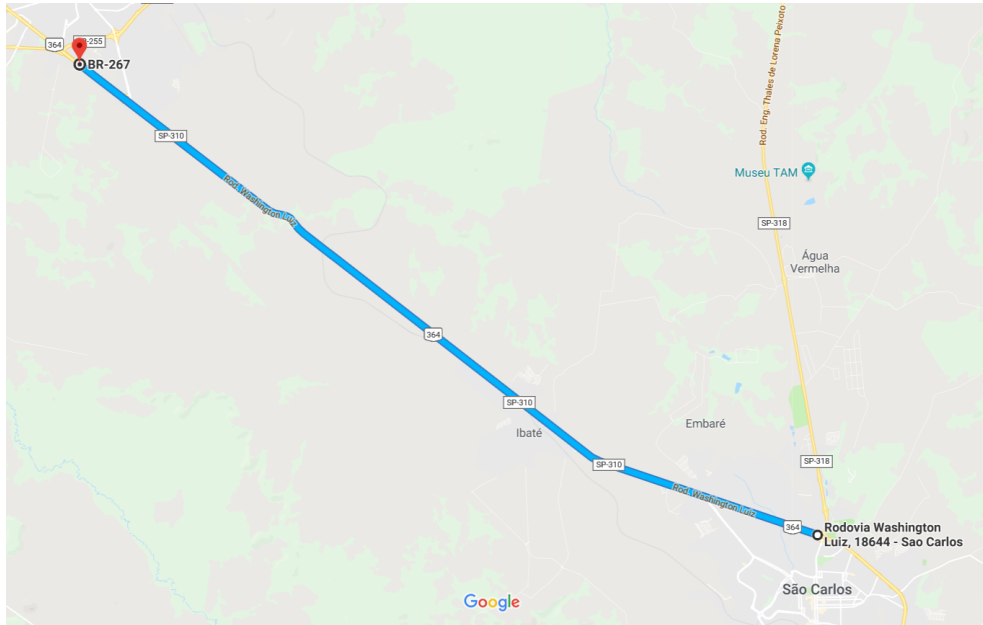 364
-255
BR-267
SP-310
Rod. Washington Luiz
Rod. Eng. Thales de Lorena Peixoto
Museu TAM
SP-318
Água
Vermelha
364
SP-310
Ibaté
Embaré
SP-310
SP-318
Rod. Washington Luiz
364
Rodovia Washington
Luiz, 18644 - Sao Carlos
São Carlos
Google